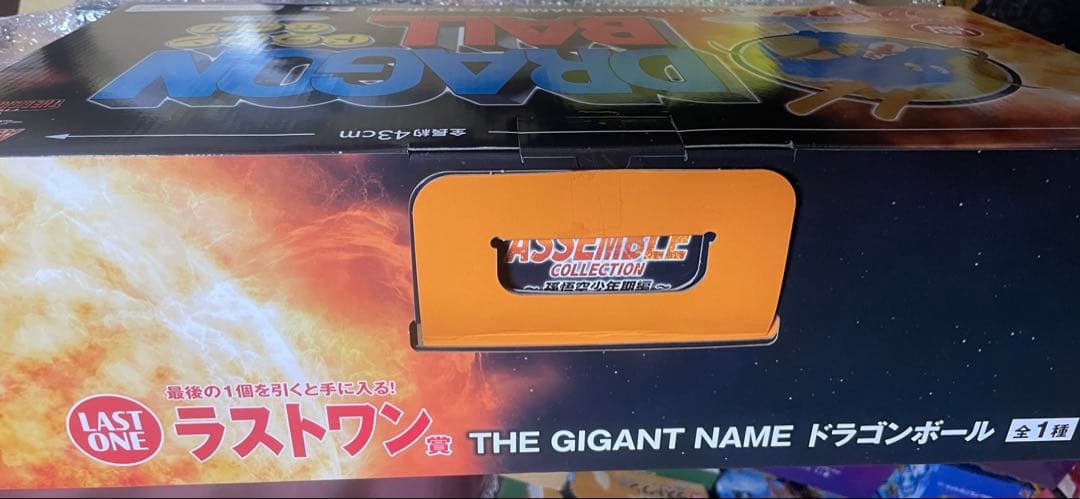 DRAGON
BALL
全長約43cm
ASSEMBLE
COLLECTION
～孫悟空少年期編～
最後の1個を引くと手に入る!
LAST
ONE
ラストワン賞
THE GIGANT NAME ドラゴンボール
全1種